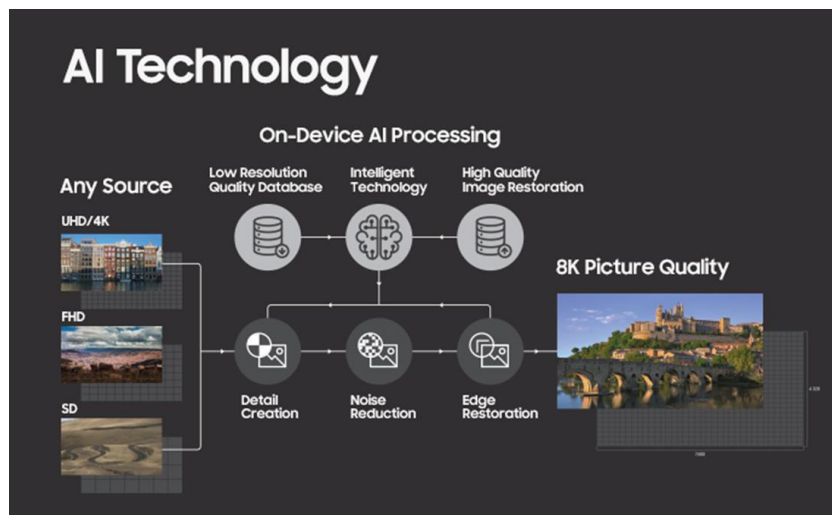 AI Technology
On-Device AI Processing
Any Source
Low Resolution
Quality Database
Intelligent
Technology
High Quality
Image Restoration
UHD/4K
FHD
SD
Detail
Creation
Noise
Reduction
Edge
Restoration
8K Picture Quality